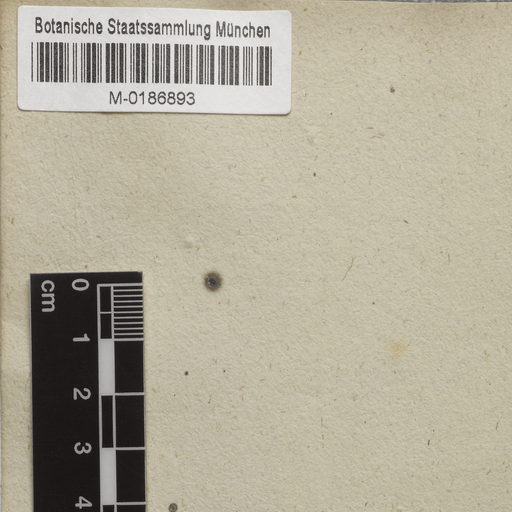 Botanische Staatssammlung München
M-0186893
cm
0
1
2
3
4